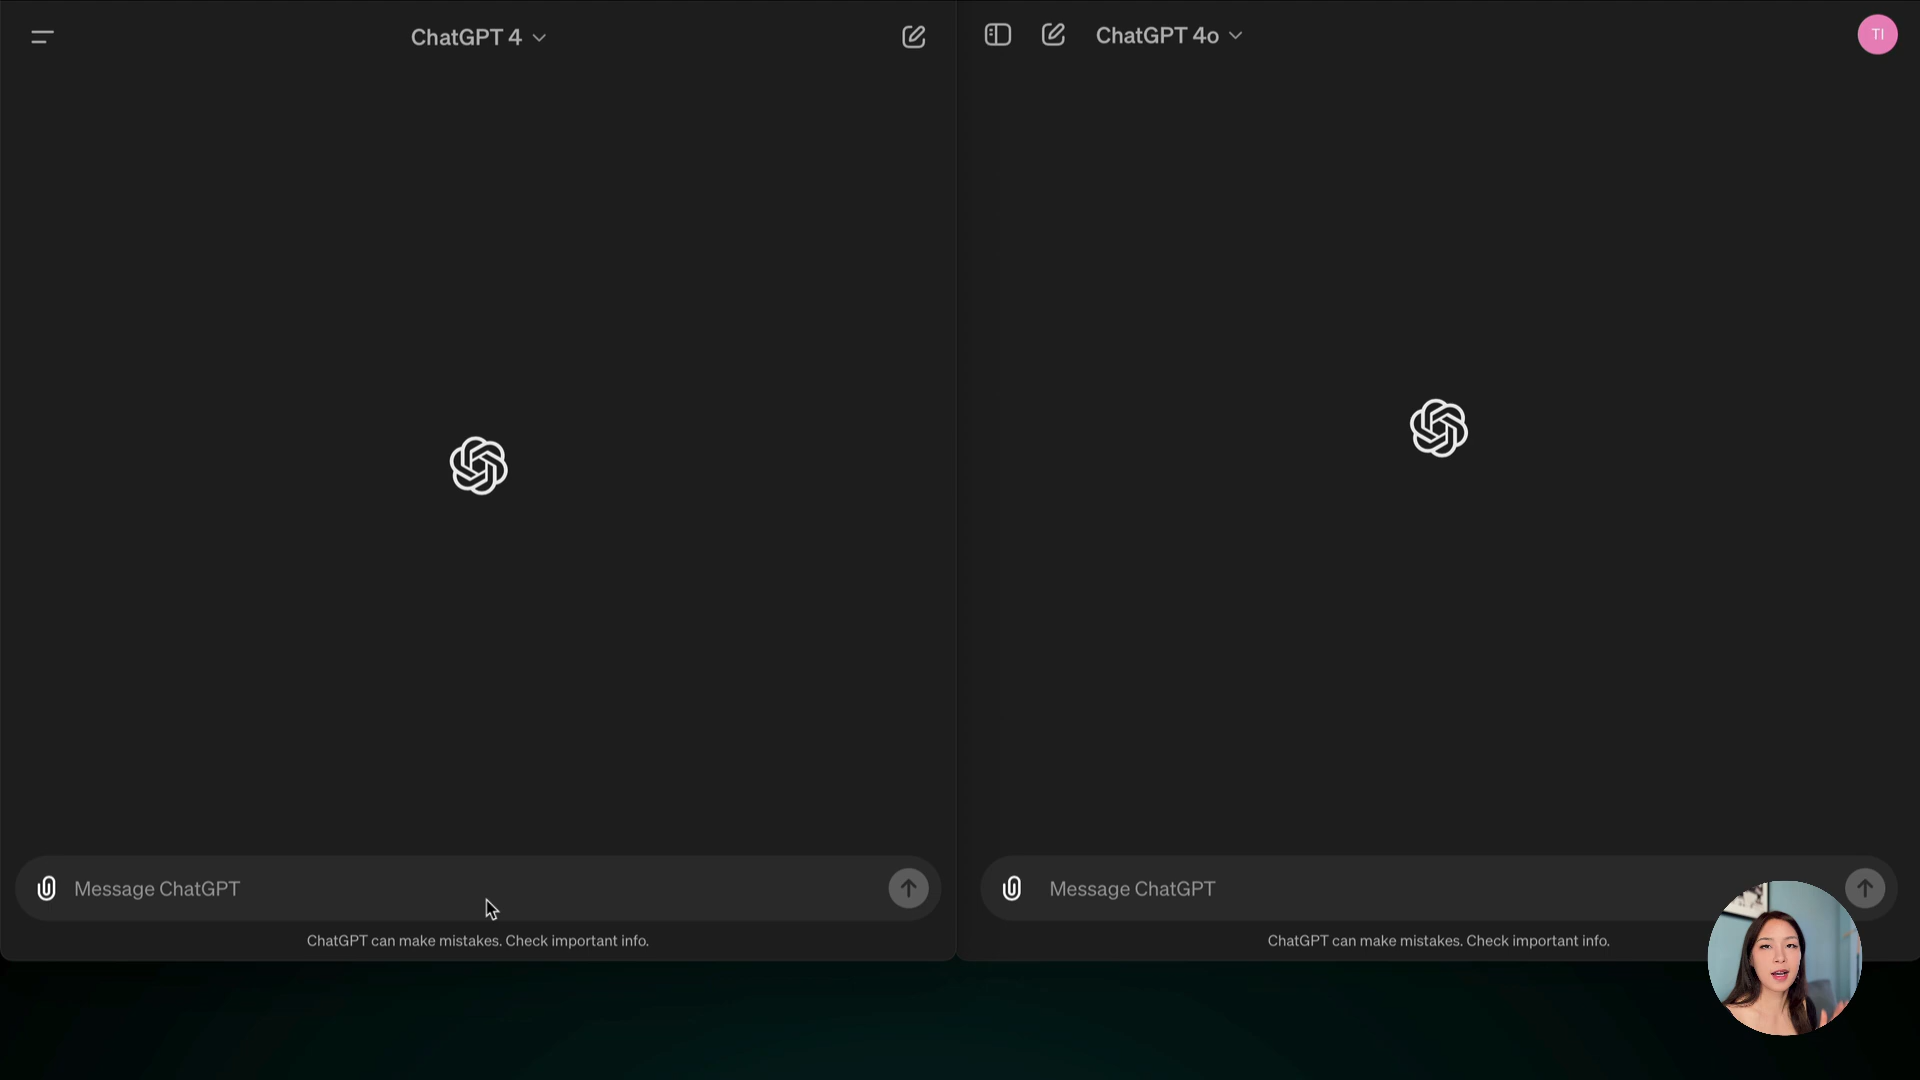 ChatGPT 4
ChatGPT 4o
TI
Message ChatGPT
Message ChatGPT
ChatGPT can make mistakes. Check important info.
ChatGPT can make mistakes. Check important info.